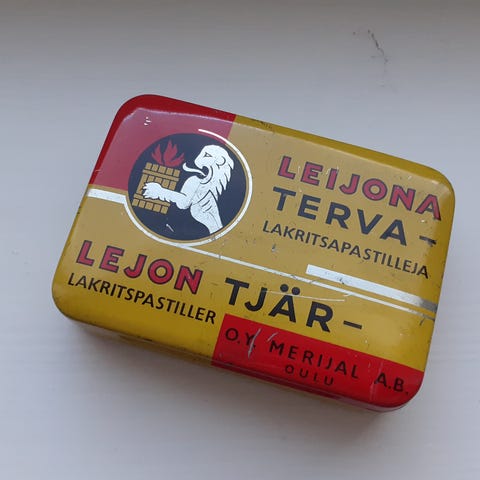 LEIJONA
TERVA-
LAKRITSAPASTILLEJA
LEJON TJÄR-
LAKRITSPASTILLER
O.Y. MERIJAL A.B.
OULU